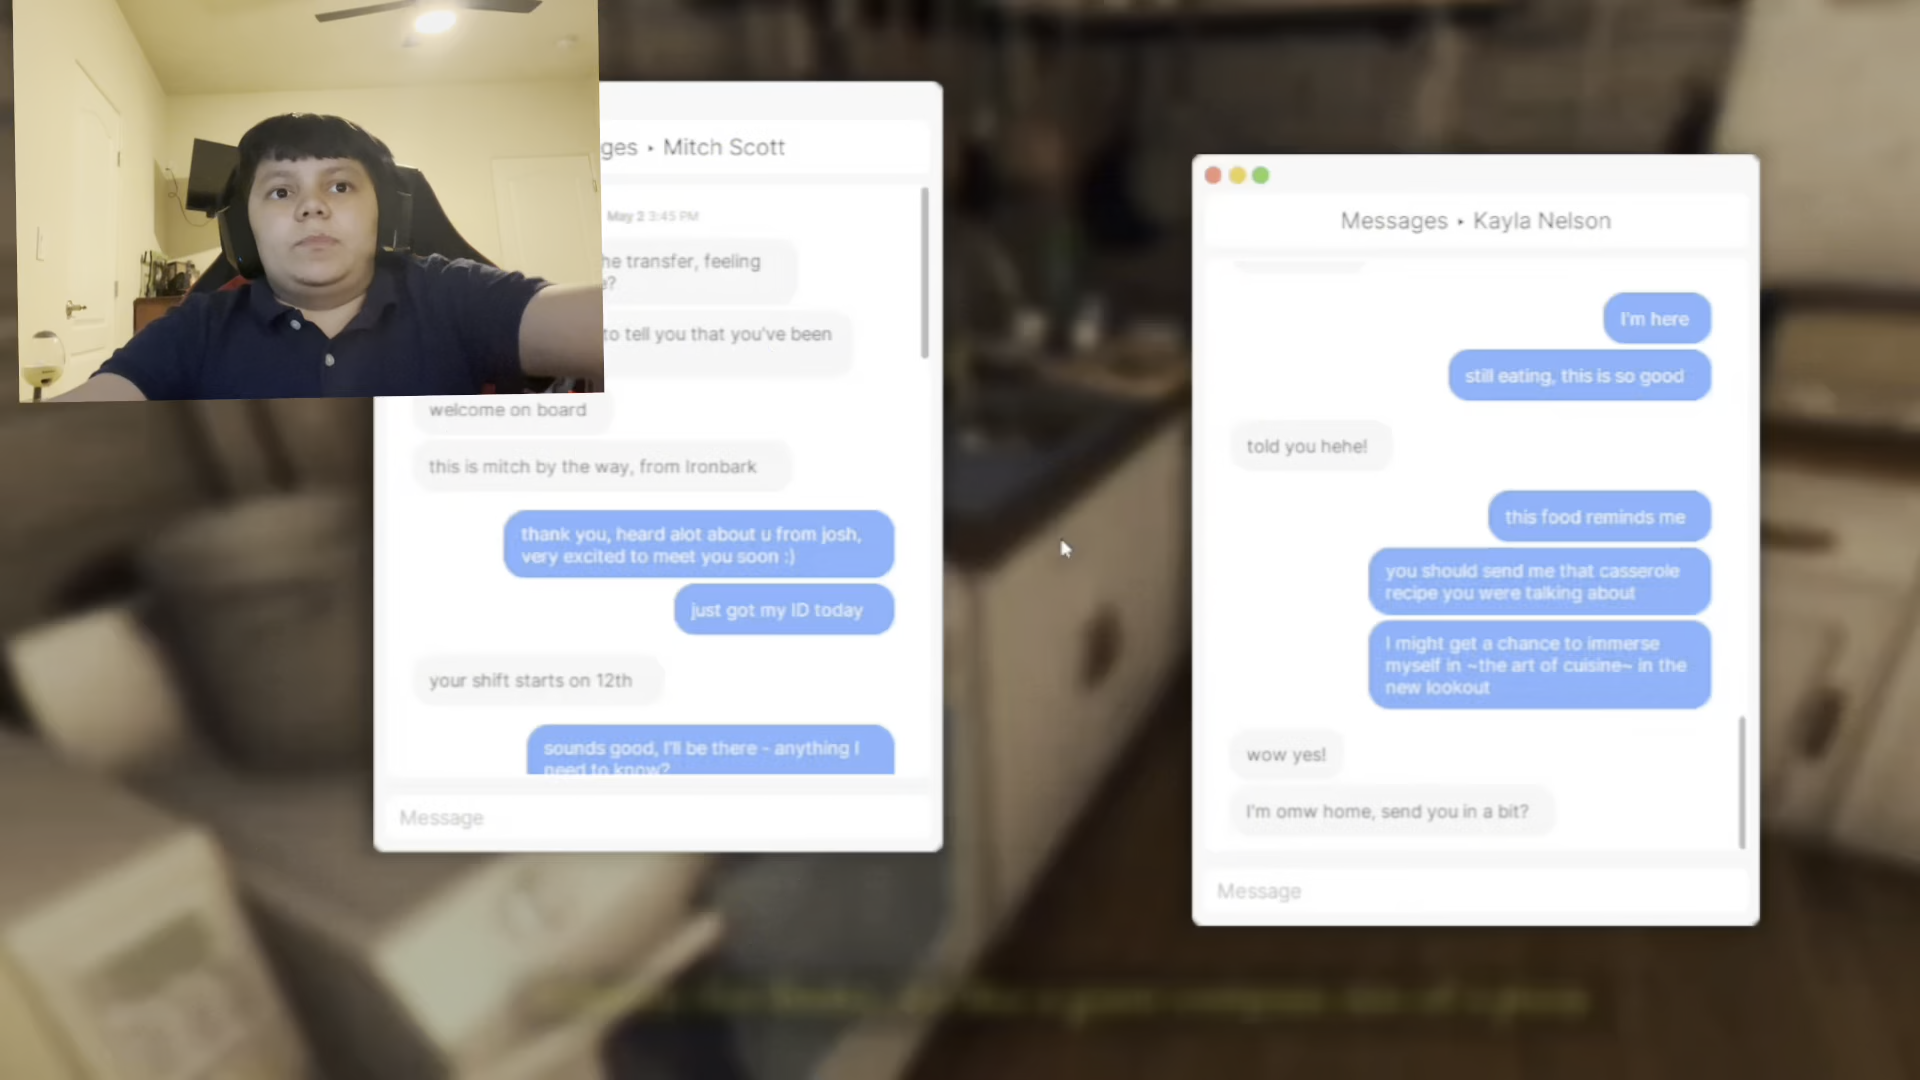 ges ▸ Mitch Scott
May 2 3:45 PM
he transfer, feeling
e?
to tell you that you've been
welcome on board
this is mitch by the way, from Ironbark
thank you, heard alot about u from josh,
very excited to meet you soon :)
just got my ID today
your shift starts on 12th
sounds good, I'll be there - anything I
need to know?
Message
Messages ▸ Kayla Nelson
I'm here
still eating, this is so good
told you hehe!
this food reminds me
you should send me that casserole
recipe you were talking about
I might get a chance to immerse
myself in ~the art of cuisine~ in the
new lookout
wow yes!
I'm omw home, send you in a bit?
Message